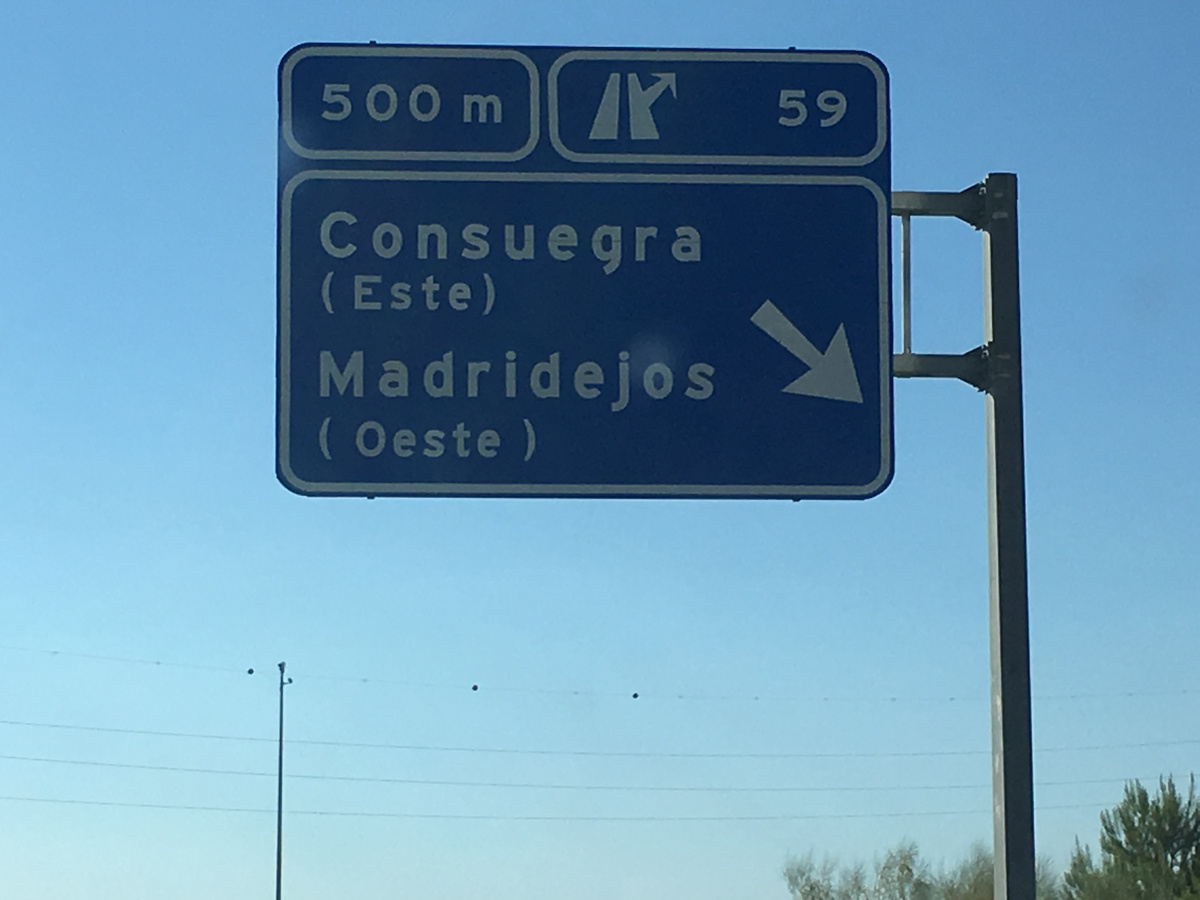 500 m
59
Consuegra
(Este)
Madridejos
(Oeste)